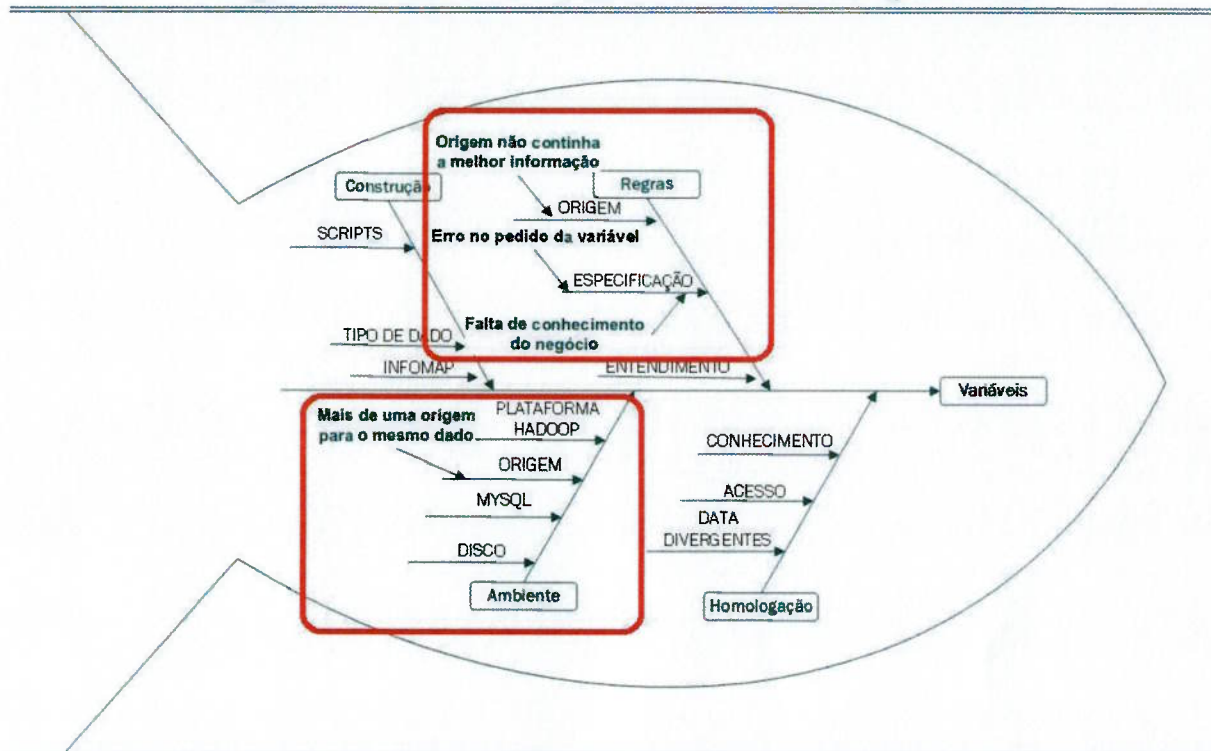 Origem não continha
a melhor informação
Construção
Regras
ORIGEM
SCRIPTS
Erro no pedido da variável
ESPECIFICAÇÃO
Falta de conhecimento
do negócio
TIPO DE DADO
INFOMAP
ENTENDIMENTO
Variáveis
Mais de uma origem
para o mesmo dado
PLATAFORMA
HADOOP
CONHECIMENTO
ORIGEM
ACESSO
MYSQL
DATA
DIVERGENTES
DISCO
Ambiente
Homologação